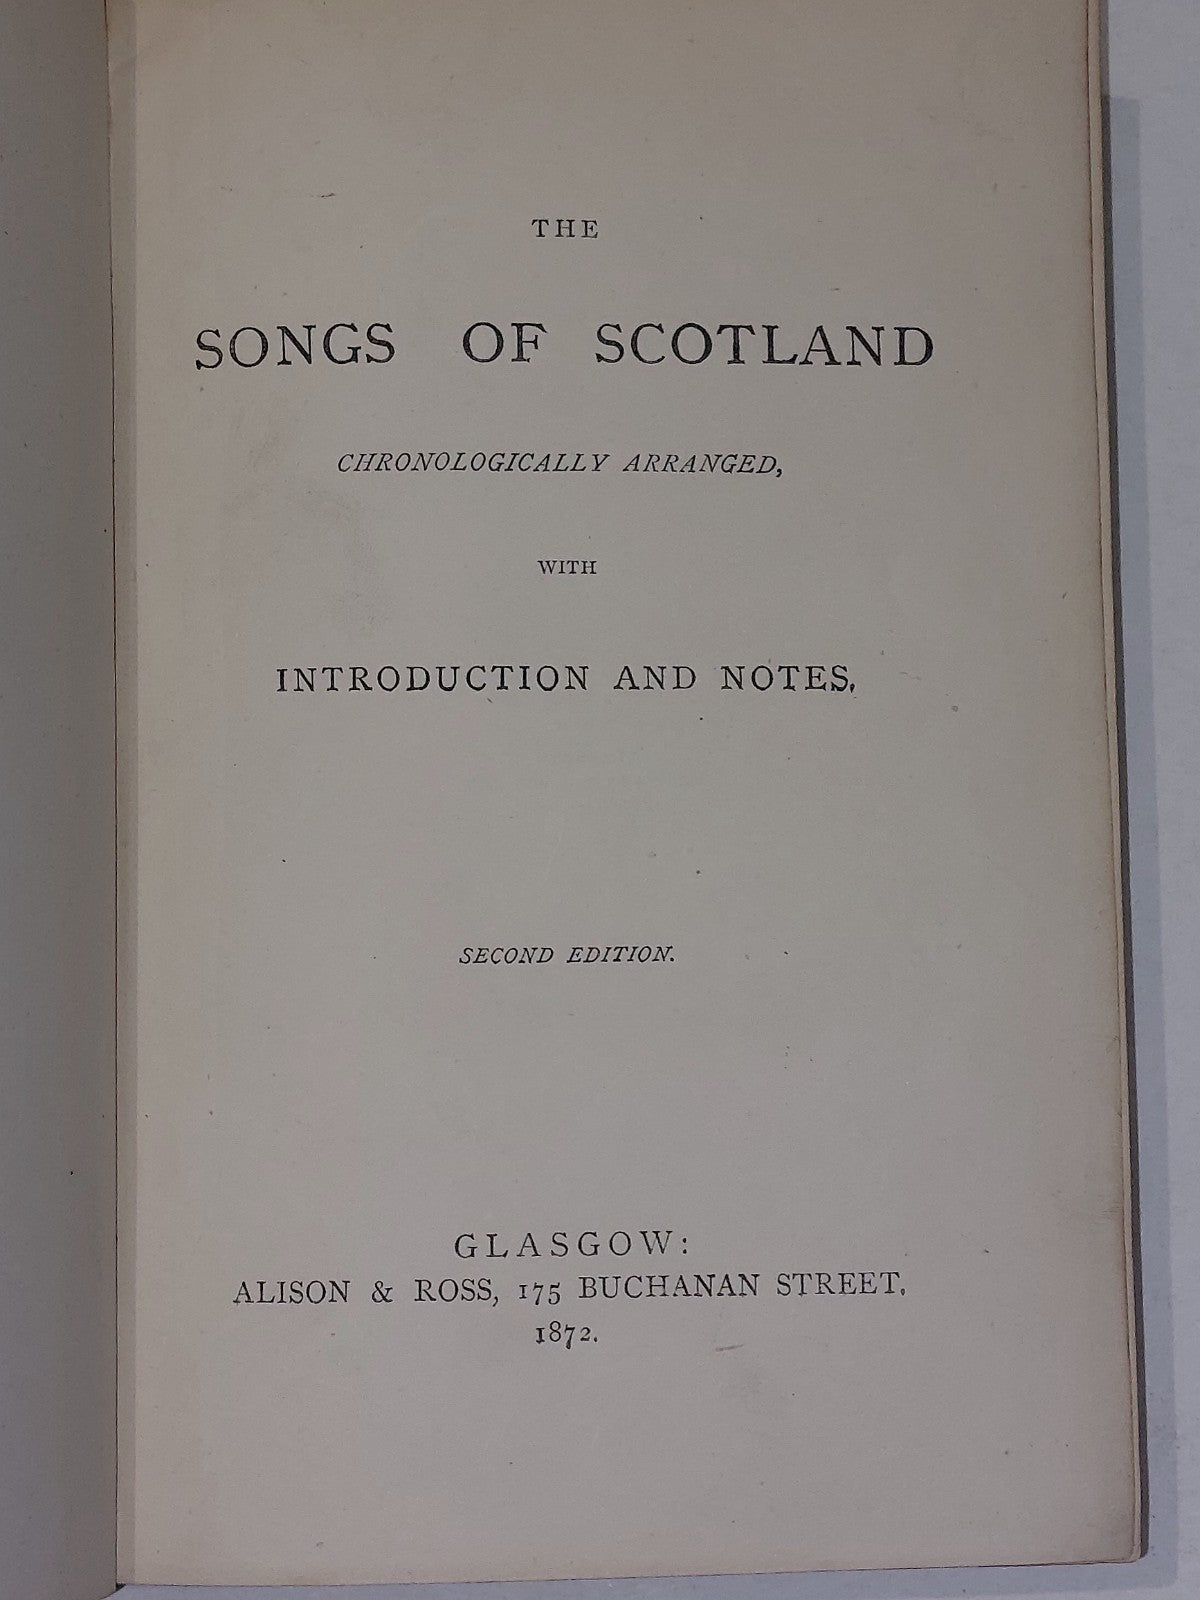 THE
SONGS OF SCOTLAND
CHRONOLOGICALLY ARRANGED,
WITH
INTRODUCTION AND NOTES.
SECOND EDITION.
GLASGOW:
ALISON & ROSS, 175 BUCHANAN STREET.
1872.